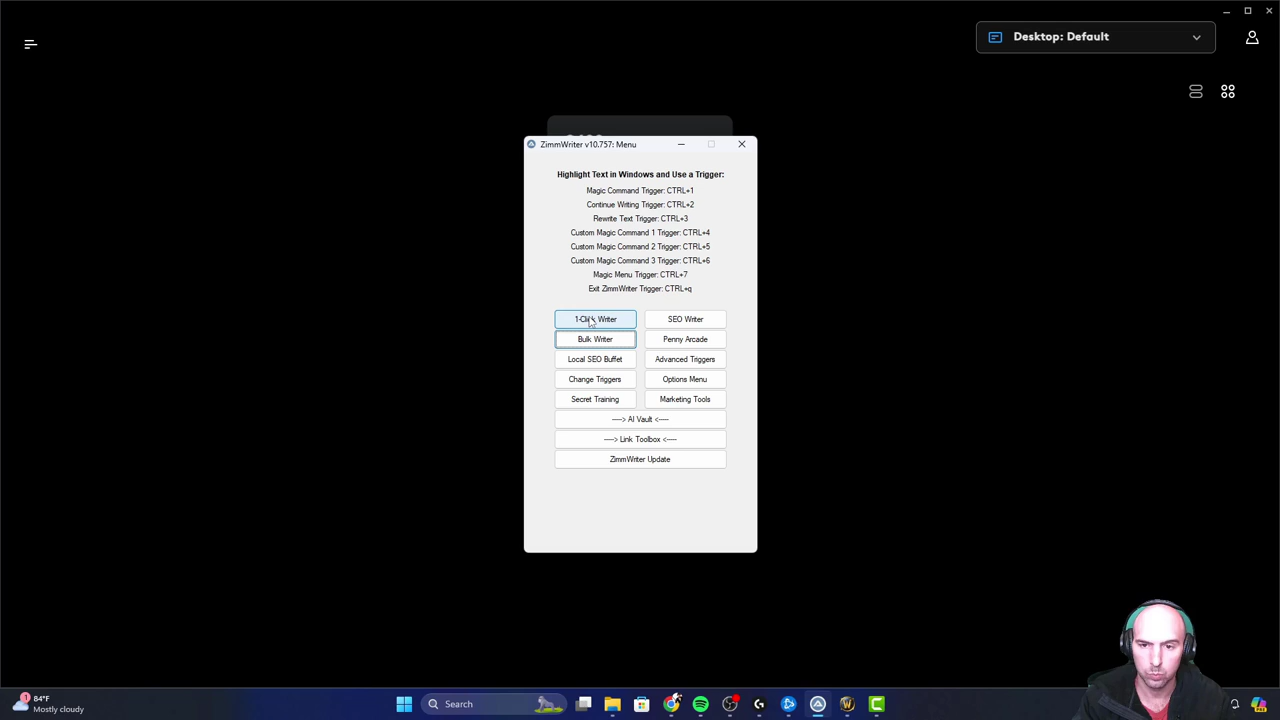 Desktop: Default
ZimmWriter v10.757: Menu
Highlight Text in Windows and Use a Trigger:
Magic Command Trigger: CTRL+1
Continue Writing Trigger: CTRL+2
Rewrite Text Trigger: CTRL+3
Custom Magic Command 1 Trigger: CTRL+4
Custom Magic Command 2 Trigger: CTRL+5
Custom Magic Command 3 Trigger: CTRL+6
Magic Menu Trigger: CTRL+7
Exit ZimmWriter Trigger: CTRL+q
1-Click Writer
SEO Writer
Bulk Writer
Penny Arcade
Local SEO Buffet
Advanced Triggers
Change Triggers
Options Menu
Secret Training
Marketing Tools
----> AI Vault <----
----> Link Toolbox <----
ZimmWriter Update
1
84°F
Mostly cloudy
Search